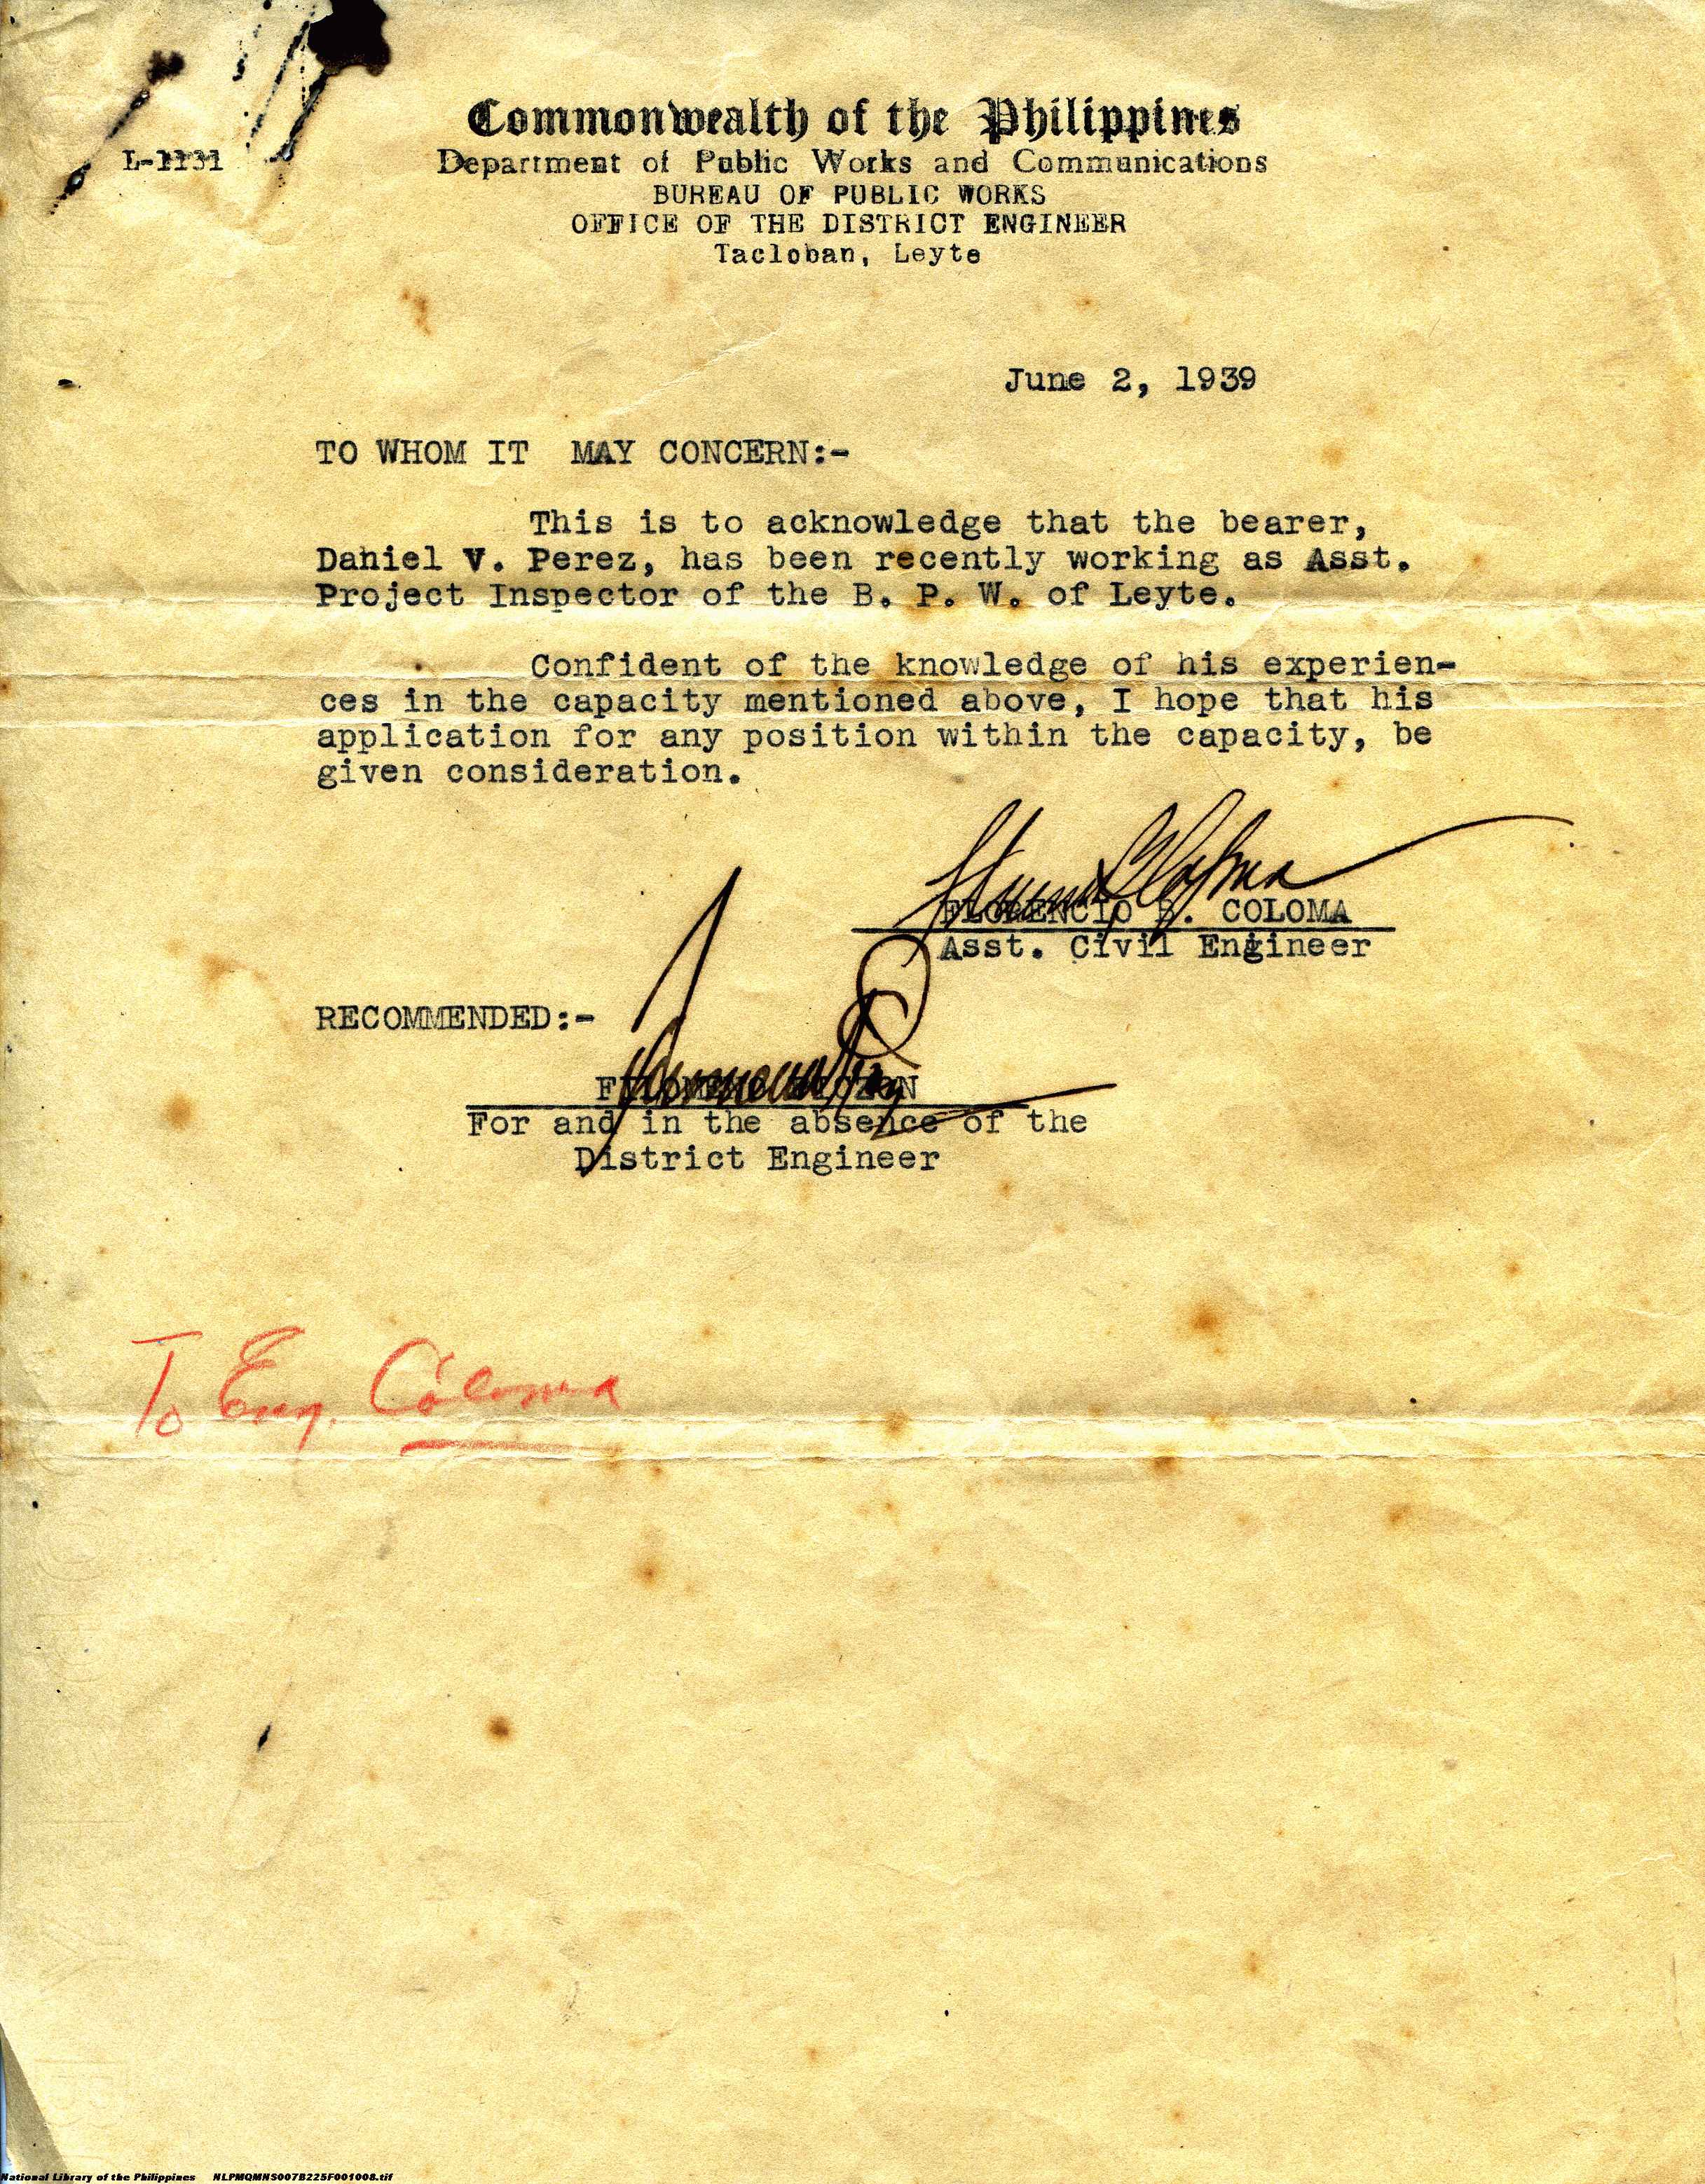 Commonwealth of the Philippines
L-1131
Department of Public Works and Communications
BUREAU OF PUBLIC WORKS
OFFICE OF THE DISTRICT ENGINEER
Tacloban, Leyte
June 2, 1939
TO WHOM IT MAY CONCERN:-
This is to acknowledge that the bearer,
Daniel V. Perez, has been recently working as Asst.
Project Inspector of the B. P. W. of Leyte.
Confident of the knowledge of his experien-
ces in the capacity mentioned above, I hope that his
application for any position within the capacity, be
given consideration.
FLORENCIO B. COLOMA
Asst. Civil Engineer
RECOMMENDED:-
For and in the absence of the
District Engineer
To Eng. Coloma
National Library of the Philippines NLPMQMNS007B225F001008.tif